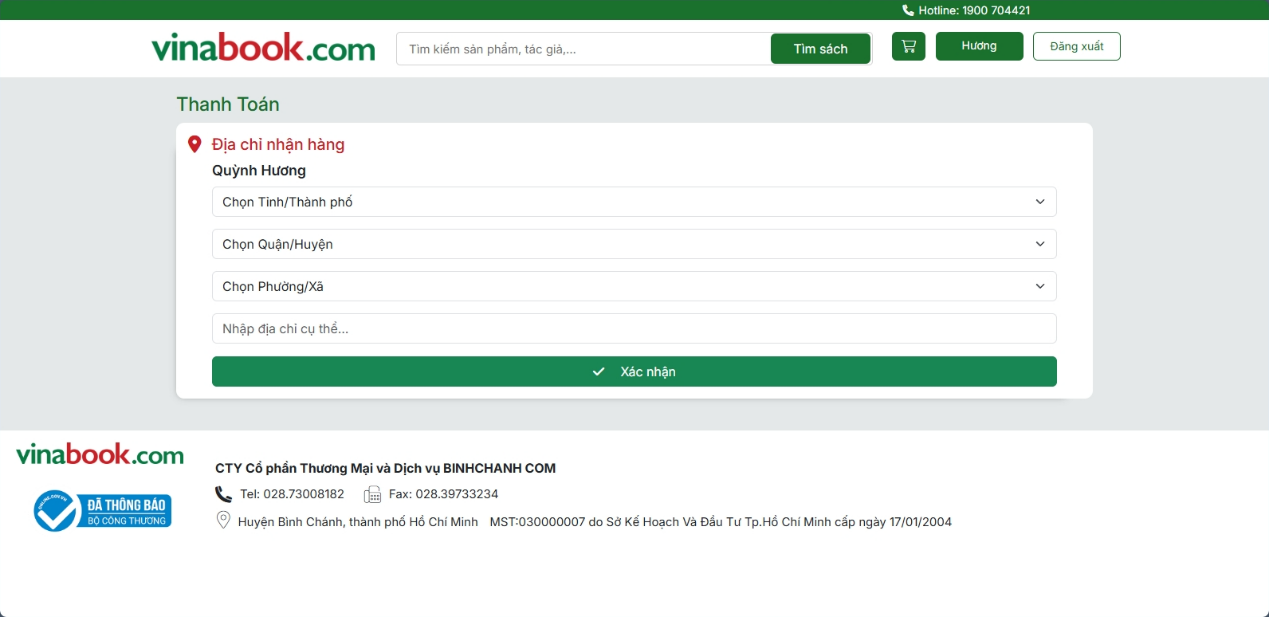 Hotline: 1900 704421
vinabook.com
Tìm kiếm sản phẩm, tác giả,...
Tìm sách
Hương
Đăng xuất
Thanh Toán
Địa chỉ nhận hàng
Quỳnh Hương
Chọn Tỉnh/Thành phố
Chọn Quận/Huyện
Chọn Phường/Xã
Nhập địa chỉ cụ thể...
Xác nhận
vinabook.com
CTY Cổ phần Thương Mại và Dịch vụ BINHCHANH COM
Tel: 028.73008182 Fax: 028.39733234
ONLINE.GOV.VN
ĐÃ THÔNG BÁO
BỘ CÔNG THƯƠNG
Huyện Bình Chánh, thành phố Hồ Chí Minh MST:030000007 do Sở Kế Hoạch Và Đầu Tư Tp.Hồ Chí Minh cấp ngày 17/01/2004